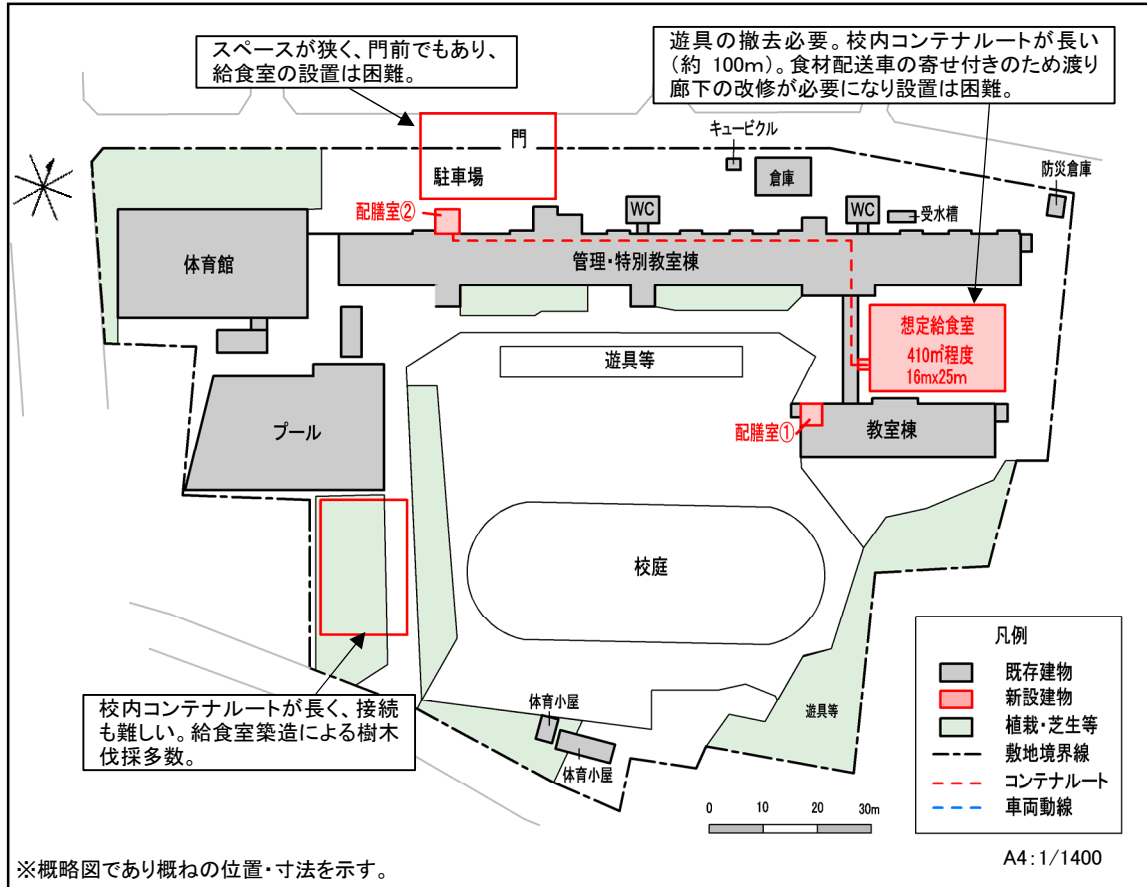 スペースが狭く、門前でもあり、
給食室の設置は困難。
遊具の撤去必要。校内コンテナルートが長い
(約 100m)。食材配送車の寄せ付きのため渡り
廊下の改修が必要になり設置は困難。
門
駐車場
キュービクル
倉庫
防災倉庫
配膳室②
WC
WC
受水槽
体育館
管理・特別教室棟
想定給食室
410㎡程度
16mx25m
遊具等
プール
配膳室①
教室棟
校庭
校内コンテナルートが長く、接続
も難しい。給食室築造による樹木
伐採多数。
体育小屋
体育小屋
遊具等
凡例
既存建物
新設建物
植栽・芝生等
敷地境界線
コンテナルート
車両動線
0 10 20 30m
A4:1/1400
※概略図であり概ねの位置・寸法を示す。